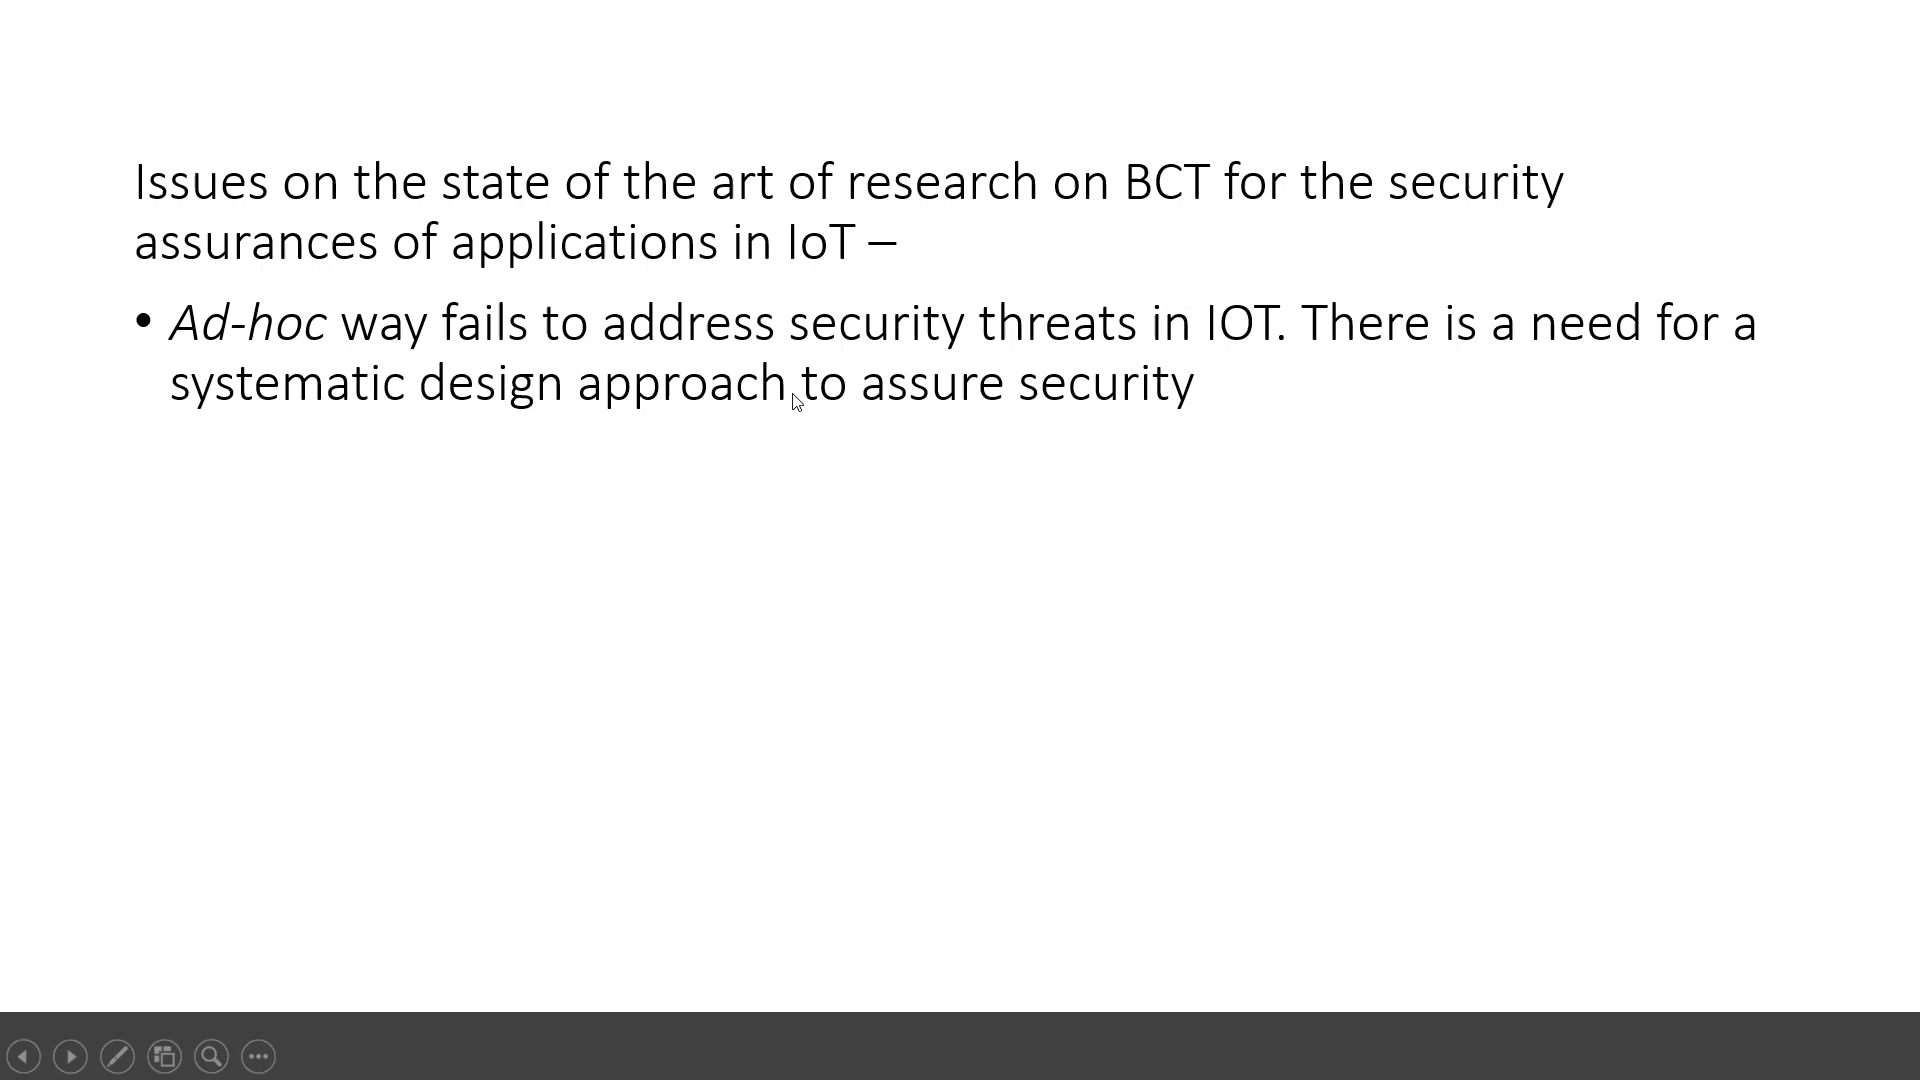 Issues on the state of the art of research on BCT for the security
assurances of applications in IoT –
• Ad-hoc way fails to address security threats in IOT. There is a need for a
systematic design approach to assure security